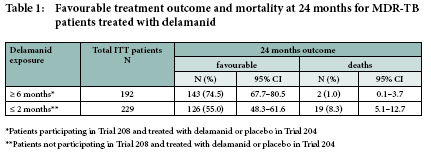 Table 1: Favourable treatment outcome and mortality at 24 months for MDR-TB
patients treated with delamanid
Delamanid exposure Total ITT patients N 24 months outcome
favourable deaths
N (%) 95% CI N (%) 95% CI
≥ 6 months* 192 143 (74.5) 67.7–80.5 2 (1.0) 0.1–3.7
≤ 2 months** 229 126 (55.0) 48.3–61.6 19 (8.3) 5.1–12.7
*Patients participating in Trial 208 and treated with delamanid or placebo in Trial 204
**Patients not participating in Trial 208 and treated with delamanid or placebo in Trial 204